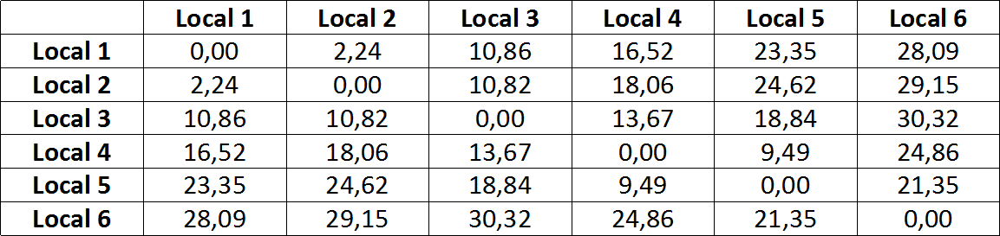 Local 1 Local 2 Local 3 Local 4 Local 5 Local 6
Local 1 0,00 2,24 10,86 16,52 23,35 28,09
Local 2 2,24 0,00 10,82 18,06 24,62 29,15
Local 3 10,86 10,82 0,00 13,67 18,84 30,32
Local 4 16,52 18,06 13,67 0,00 9,49 24,86
Local 5 23,35 24,62 18,84 9,49 0,00 21,35
Local 6 28,09 29,15 30,32 24,86 21,35 0,00